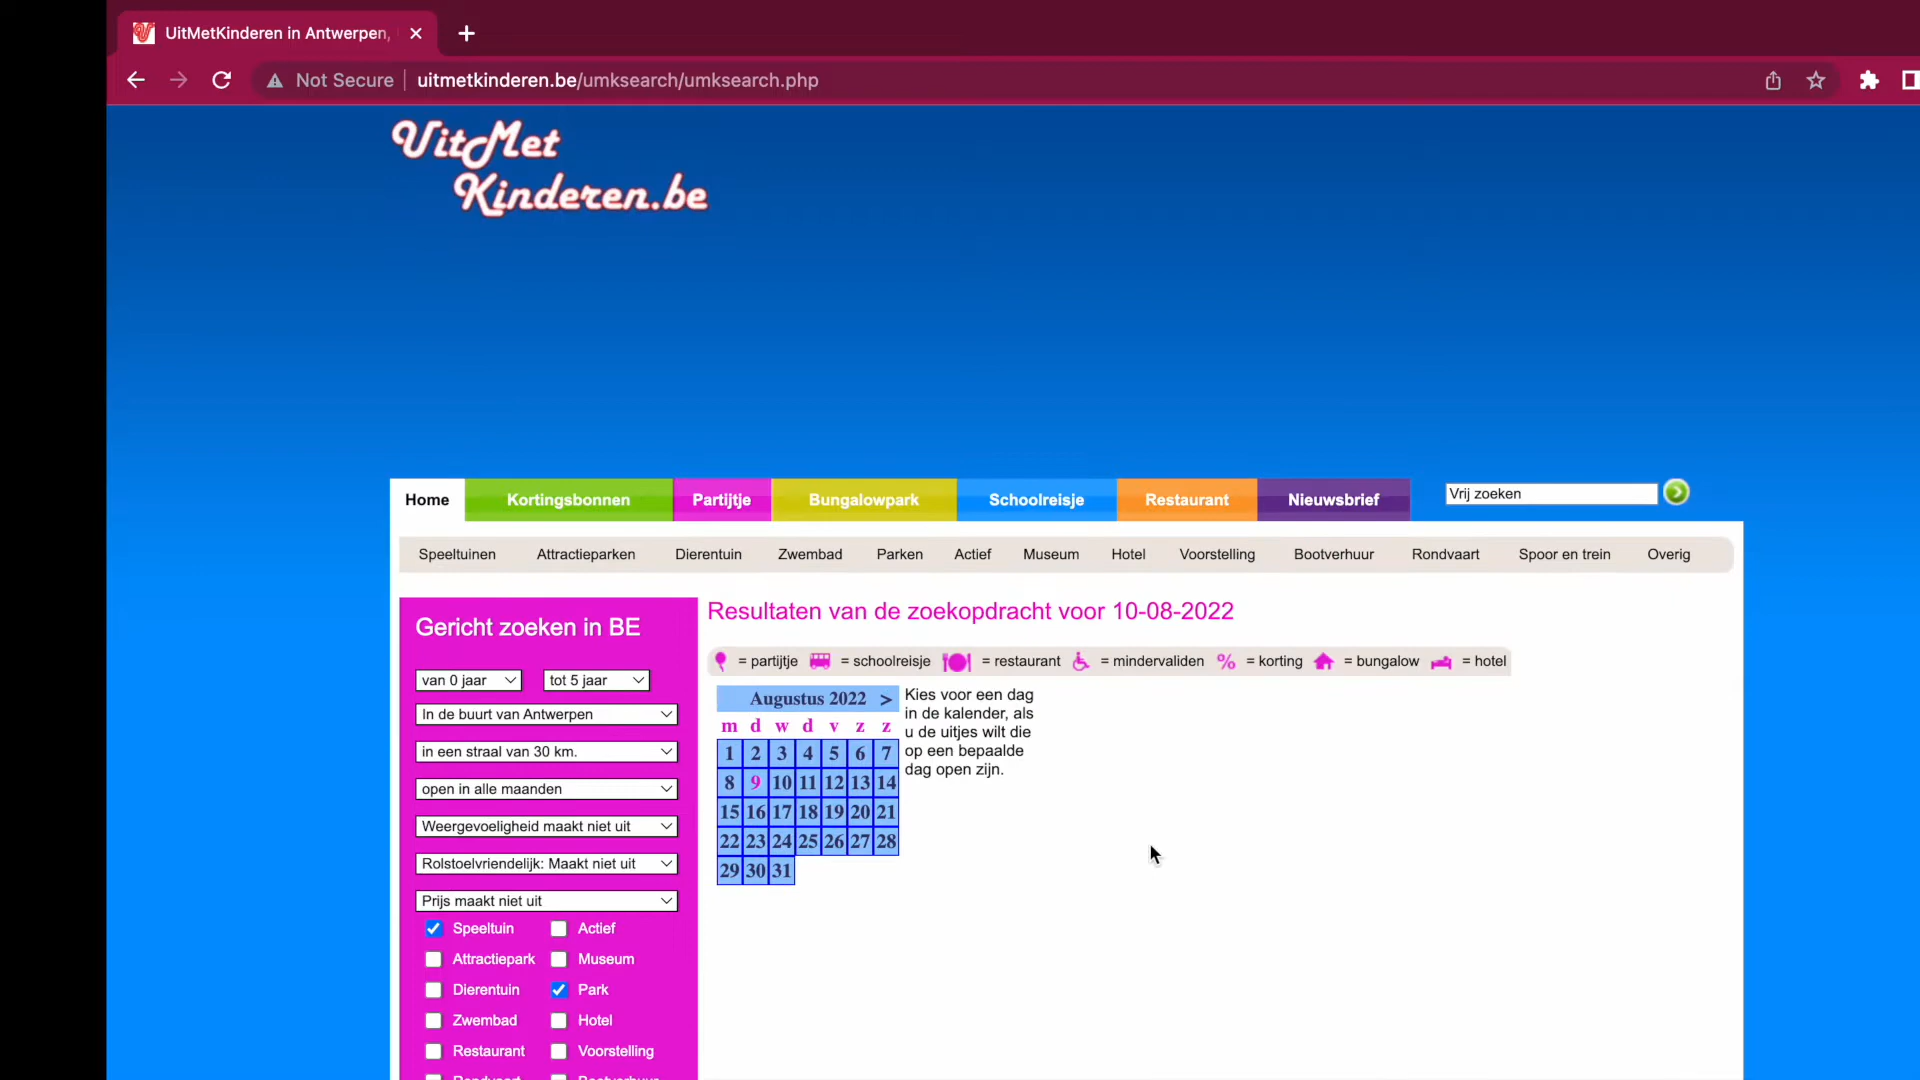 UitMetKinderen in Antwerpen,
Not Secure uitmetkinderen.be/umksearch/umksearch.php
UitMet
Kinderen.be
Home Kortingsbonnen Partijtje Bungalowpark Schoolreisje Restaurant Nieuwsbrief Vrij zoeken
Speeltuinen Attractieparken Dierentuin Zwembad Parken Actief Museum Hotel Voorstelling Bootverhuur Rondvaart Spoor en trein Overig
Gericht zoeken in BE
van 0 jaar tot 5 jaar
In de buurt van Antwerpen
in een straal van 30 km.
open in alle maanden
Weergevoeligheid maakt niet uit
Rolstoelvriendelijk: Maakt niet uit
Prijs maakt niet uit
Speeltuin Actief
Attractiepark Museum
Dierentuin Park
Zwembad Hotel
Restaurant Voorstelling
Rondvaart Bootverhuur
Resultaten van de zoekopdracht voor 10-08-2022
= partijtje = schoolreisje = restaurant = mindervaliden % = korting = bungalow = hotel
Augustus 2022 >
m d w d v z z
1 2 3 4 5 6 7
8 9 10 11 12 13 14
15 16 17 18 19 20 21
22 23 24 25 26 27 28
29 30 31
Kies voor een dag
in de kalender, als
u de uitjes wilt die
op een bepaalde
dag open zijn.